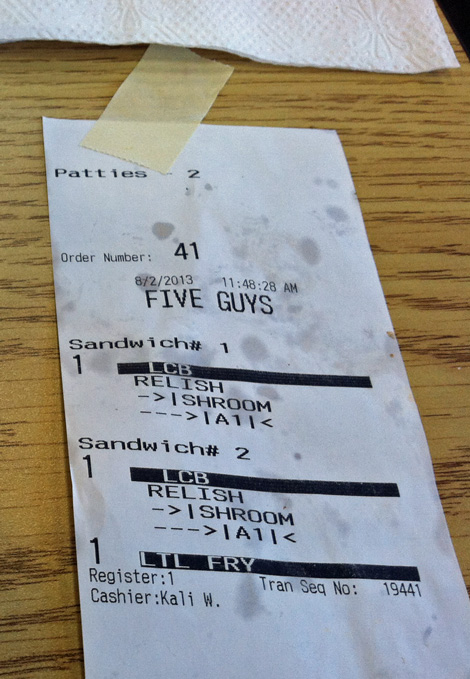 Patties - 2
Order Number: 41
8/2/2013 11:48:28 AM
FIVE GUYS
Sandwich# 1
1 LCB
RELISH
->|SHROOM
--->|A1|<
Sandwich# 2
1 LCB
RELISH
->|SHROOM
--->|A1|<
1 LTL FRY
Register:1 Tran Seq No: 19441
Cashier:Kali W.